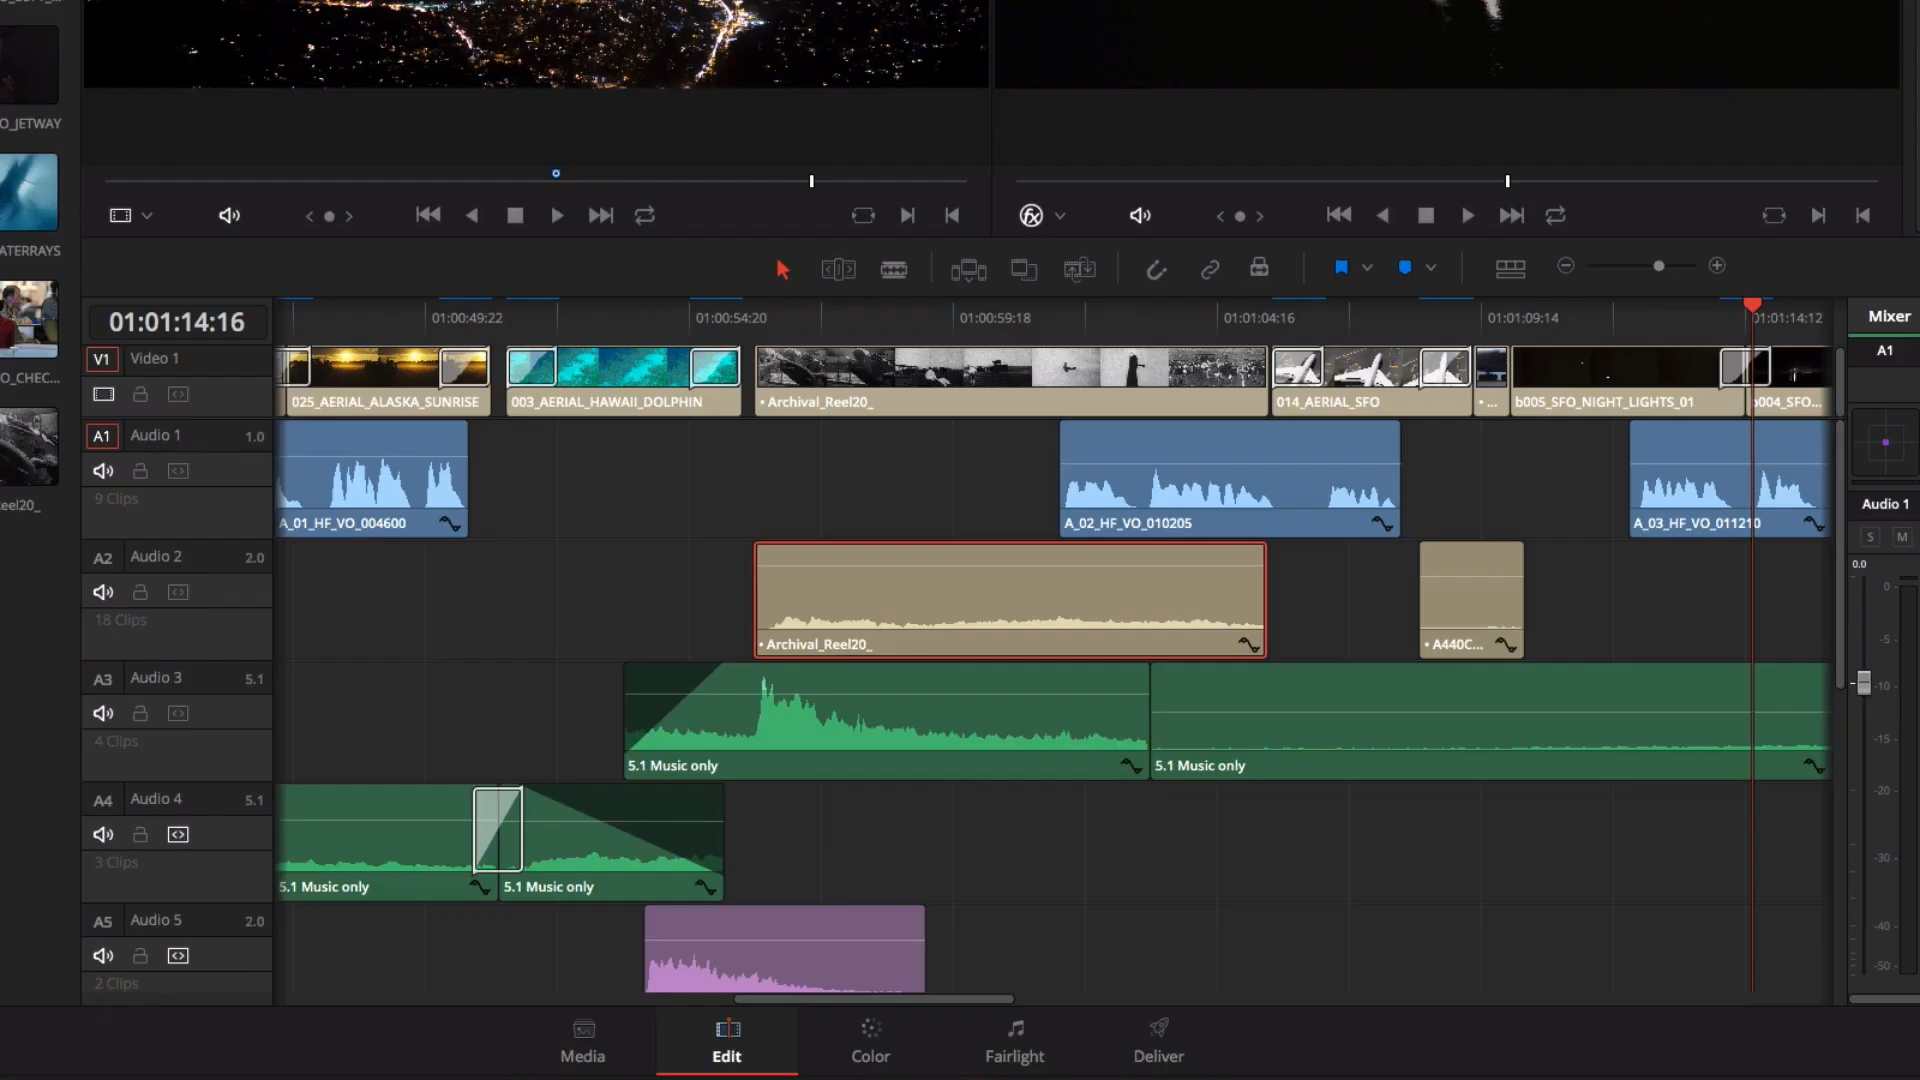 O_JETWAY
ATERRAYS
O_CHEC...
eel20_
01:01:14:16
01:00:49:22
01:00:54:20
01:00:59:18
01:01:04:16
01:01:09:14
01:01:14:12
Mixer
V1 Video 1
025_AERIAL_ALASKA_SUNRISE
003_AERIAL_HAWAII_DOLPHIN
• Archival_Reel20_
014_AERIAL_SFO
• ...
b005_SFO_NIGHT_LIGHTS_01
b004_SFO...
A1
A1 Audio 1 1.0
9 Clips
A_01_HF_VO_004600
A_02_HF_VO_010205
A_03_HF_VO_011210
Audio 1
S M
0.0
A2 Audio 2 2.0
18 Clips
• Archival_Reel20_
• A440C...
A3 Audio 3 5.1
4 Clips
5.1 Music only
5.1 Music only
A4 Audio 4 5.1
3 Clips
5.1 Music only
5.1 Music only
A5 Audio 5 2.0
2 Clips
0
-5
-10
-15
-20
-30
-40
-50
Media
Edit
Color
Fairlight
Deliver